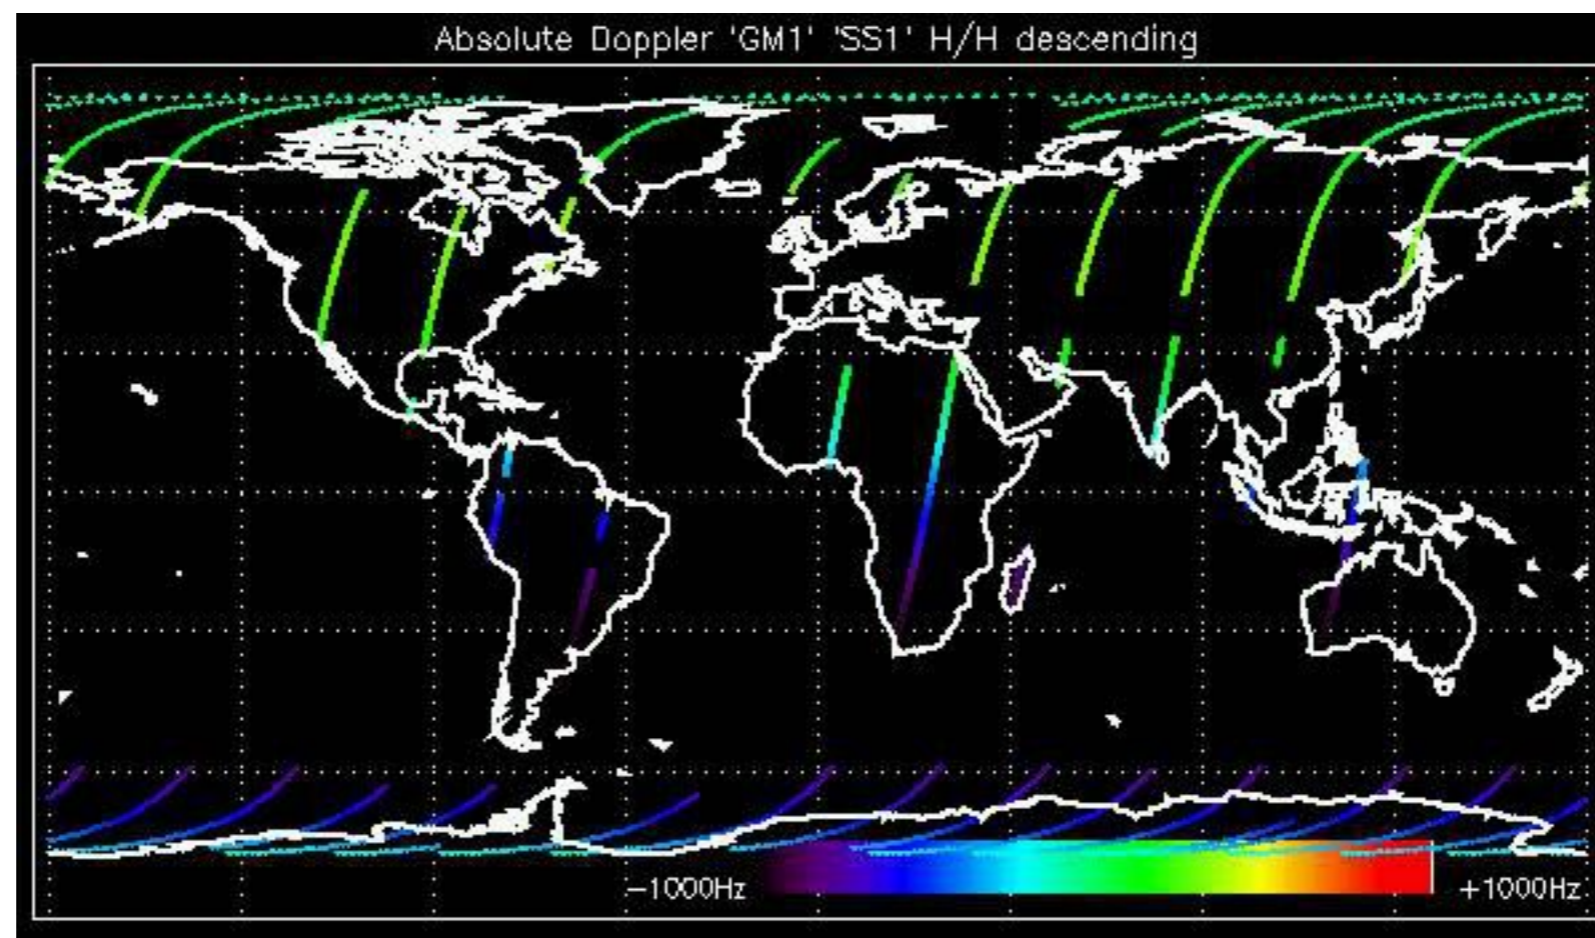 Absolute Doppler 'GM1' 'SS1' H/H descending
−1000Hz +1000Hz